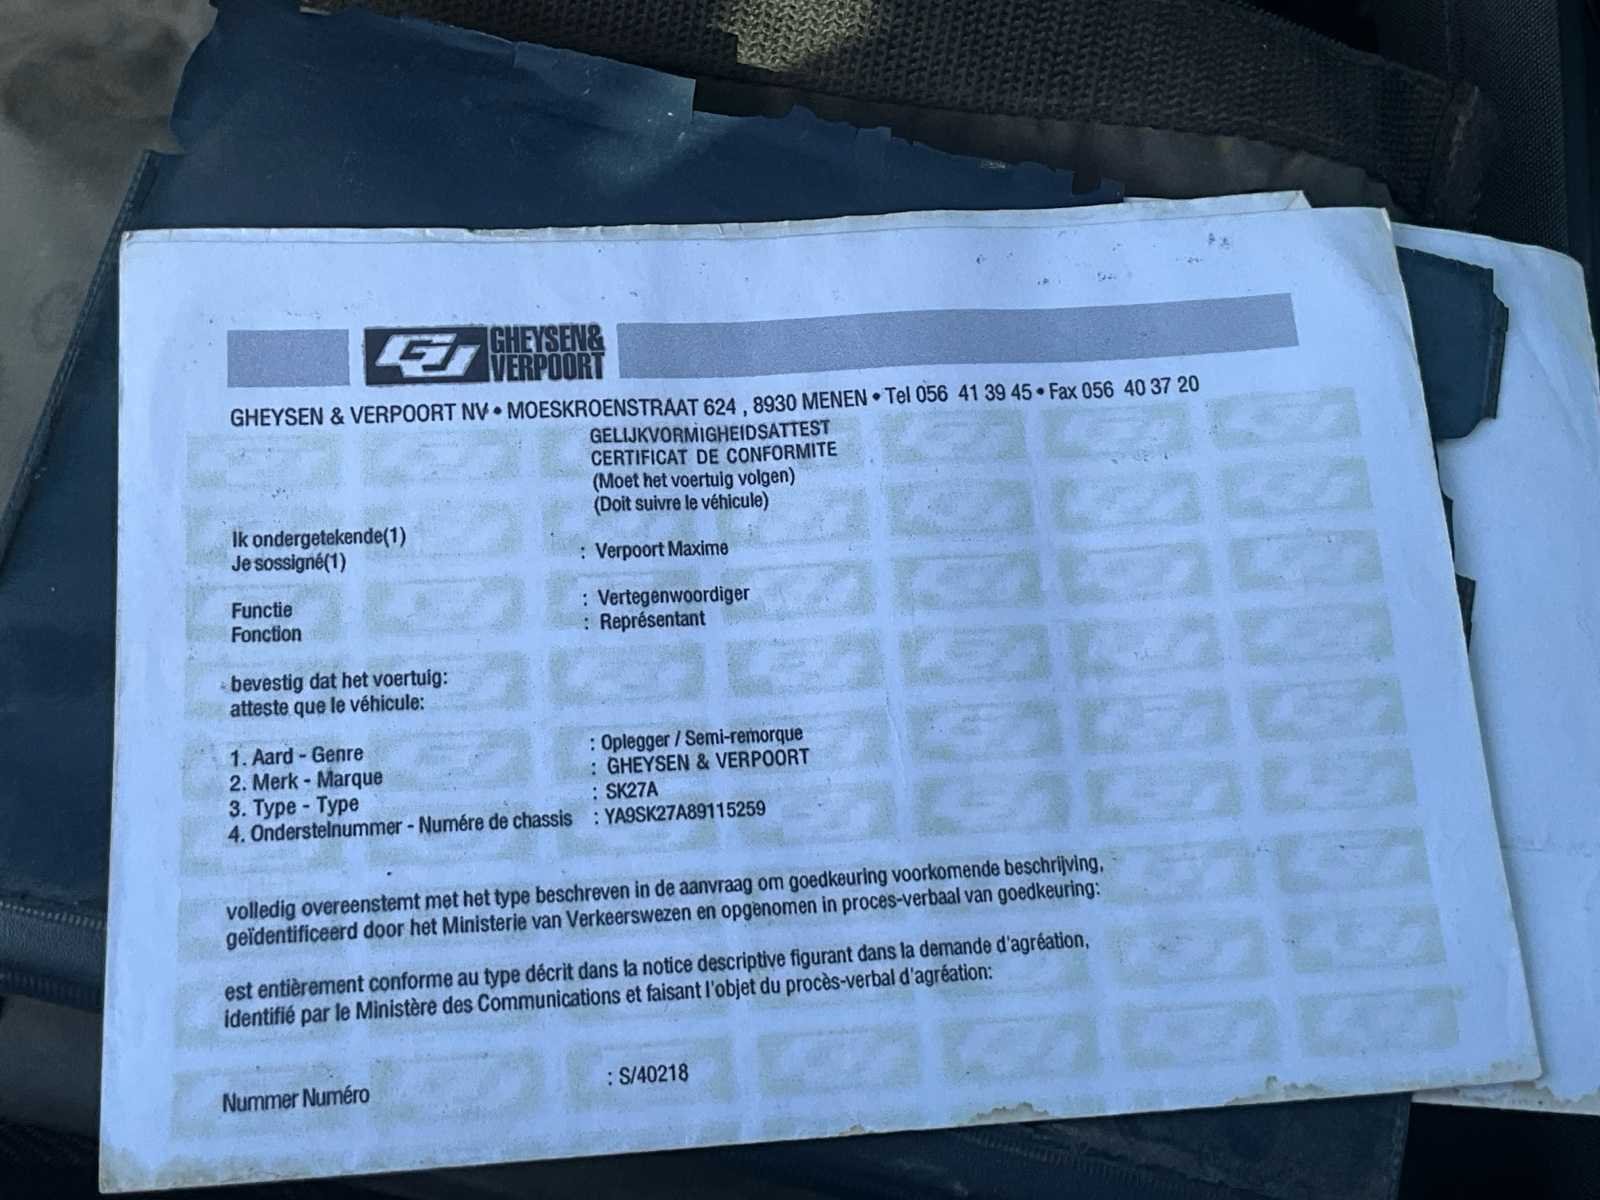 GHEYSEN&
VERPOORT
GHEYSEN & VERPOORT NV • MOESKROENSTRAAT 624 , 8930 MENEN • Tel 056 41 39 45 • Fax 056 40 37 20
GELIJKVORMIGHEIDSATTEST
CERTIFICAT DE CONFORMITE
(Moet het voertuig volgen)
(Doit suivre le véhicule)
Ik ondergetekende(1)
Je sossigné(1) : Verpoort Maxime
Functie : Vertegenwoordiger
Fonction : Représentant
bevestig dat het voertuig:
atteste que le véhicule:
1. Aard - Genre : Oplegger / Semi-remorque
2. Merk - Marque : GHEYSEN & VERPOORT
3. Type - Type : SK27A
4. Onderstelnummer - Numére de chassis : YA9SK27A89115259
volledig overeenstemt met het type beschreven in de aanvraag om goedkeuring voorkomende beschrijving,
geïdentificeerd door het Ministerie van Verkeerswezen en opgenomen in proces-verbaal van goedkeuring:
est entièrement conforme au type décrit dans la notice descriptive figurant dans la demande d'agréation,
identifié par le Ministère des Communications et faisant l'objet du procès-verbal d'agréation:
Nummer Numéro : S/40218